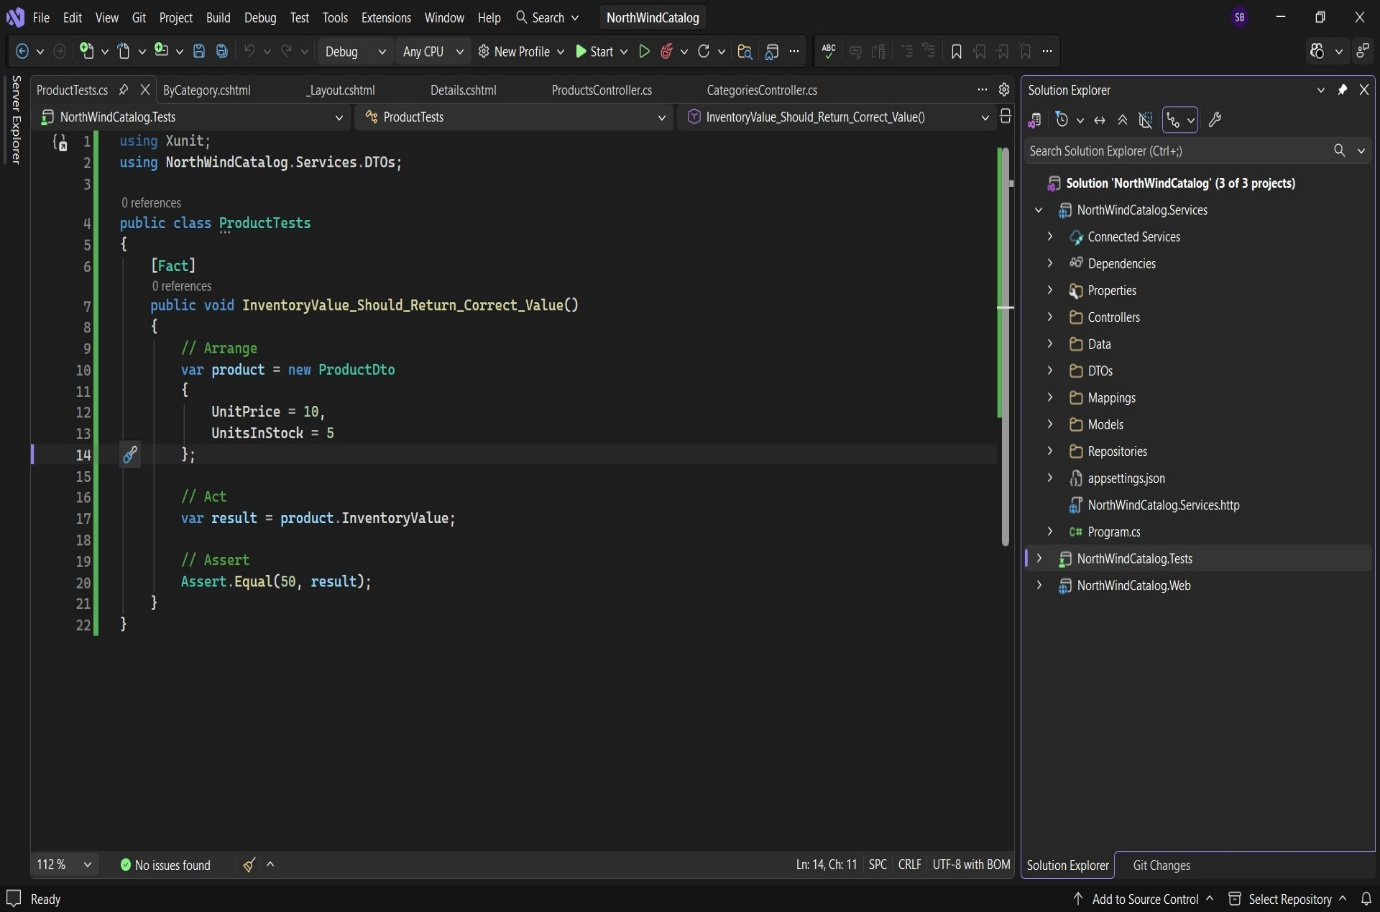 File Edit View Git Project Build Debug Test Tools Extensions Window Help Search NorthWindCatalog SB
Debug Any CPU New Profile Start ABC
Server Explorer
ProductTests.cs ByCategory.cshtml _Layout.cshtml Details.cshtml ProductsController.cs CategoriesController.cs
NorthWindCatalog.Tests ProductTests InventoryValue_Should_Return_Correct_Value()
1 using Xunit;
2 using NorthWindCatalog.Services.DTOs;
3
0 references
4 public class ProductTests
5 {
6 [Fact]
0 references
7 public void InventoryValue_Should_Return_Correct_Value()
8 {
9 // Arrange
10 var product = new ProductDto
11 {
12 UnitPrice = 10,
13 UnitsInStock = 5
14 };
15
16 // Act
17 var result = product.InventoryValue;
18
19 // Assert
20 Assert.Equal(50, result);
21 }
22 }
112 % No issues found Ln: 14, Ch: 11 SPC CRLF UTF-8 with BOM
Solution Explorer
Search Solution Explorer (Ctrl+;)
Solution 'NorthWindCatalog' (3 of 3 projects)
NorthWindCatalog.Services
Connected Services
Dependencies
Properties
Controllers
Data
DTOs
Mappings
Models
Repositories
appsettings.json
NorthWindCatalog.Services.http
C# Program.cs
NorthWindCatalog.Tests
NorthWindCatalog.Web
Solution Explorer Git Changes
Ready Add to Source Control Select Repository